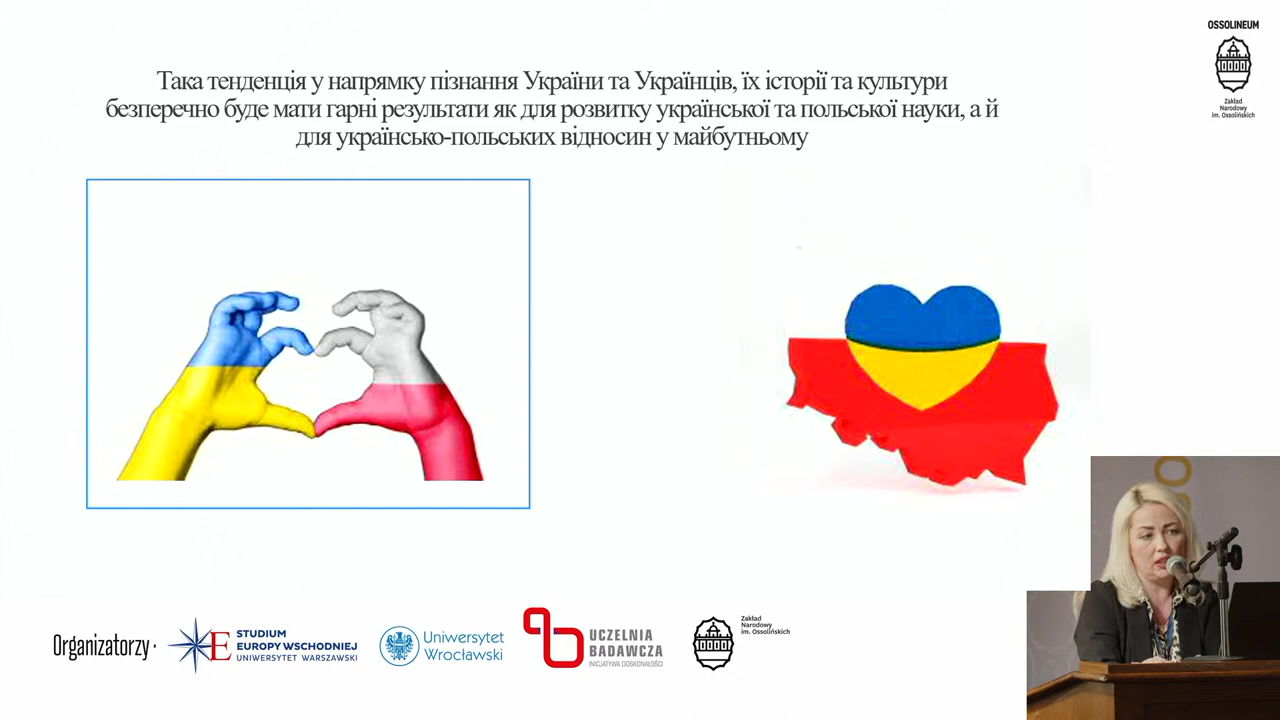 OSSOLINEUM
Zakład
Narodowy
im. Ossolińskich
Така тенденція у напрямку пізнання України та Українців, їх історії та культури
безперечно буде мати гарні результати як для розвитку української та польської науки, а й
для українсько-польських відносин у майбутньому
Organizatorzy·
STUDIUM
EUROPY WSCHODNIEJ
UNIWERSYTET WARSZAWSKI
Uniwersytet
Wrocławski
UCZELNIA
BADAWCZA
INICJATYWA DOSKONAŁOŚCI
Zakład
Narodowy
im. Ossolińskich